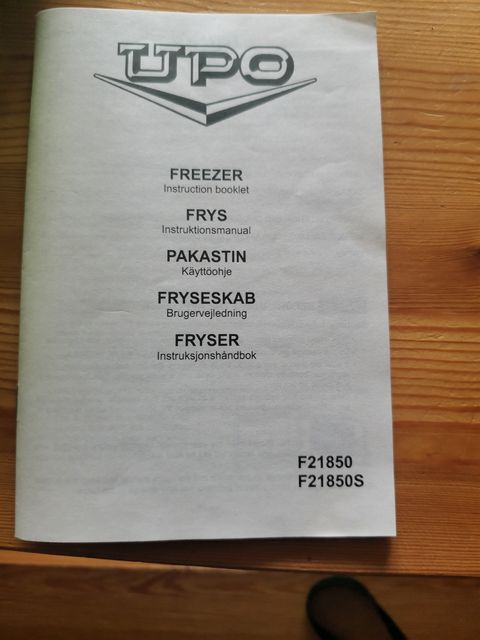 UPO
FREEZER
Instruction booklet
FRYS
Instruktionsmanual
PAKASTIN
Käyttöohje
FRYSESKAB
Brugervejledning
FRYSER
Instruksjonshåndbok
F21850
F21850S